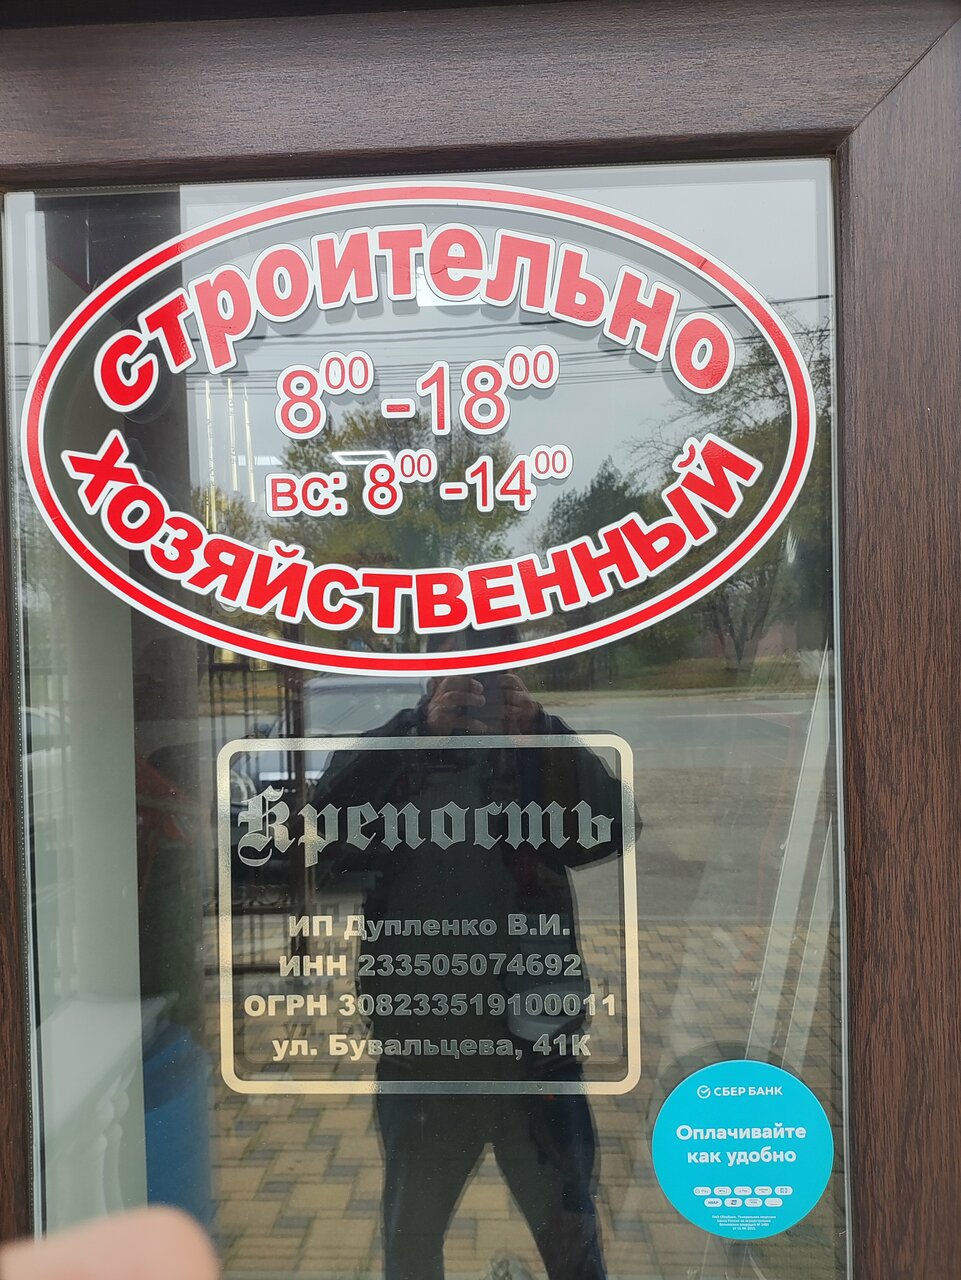 строительно
8⁰⁰-18⁰⁰
вс: 8⁰⁰-14⁰⁰
хозяйственный
Крепость
ИП Дупленко В.И.
ИНН 233505074692
ОГРН 308233519100011
ул. Бувальцева, 41К
СБЕР БАНК
Оплачивайте
как удобно